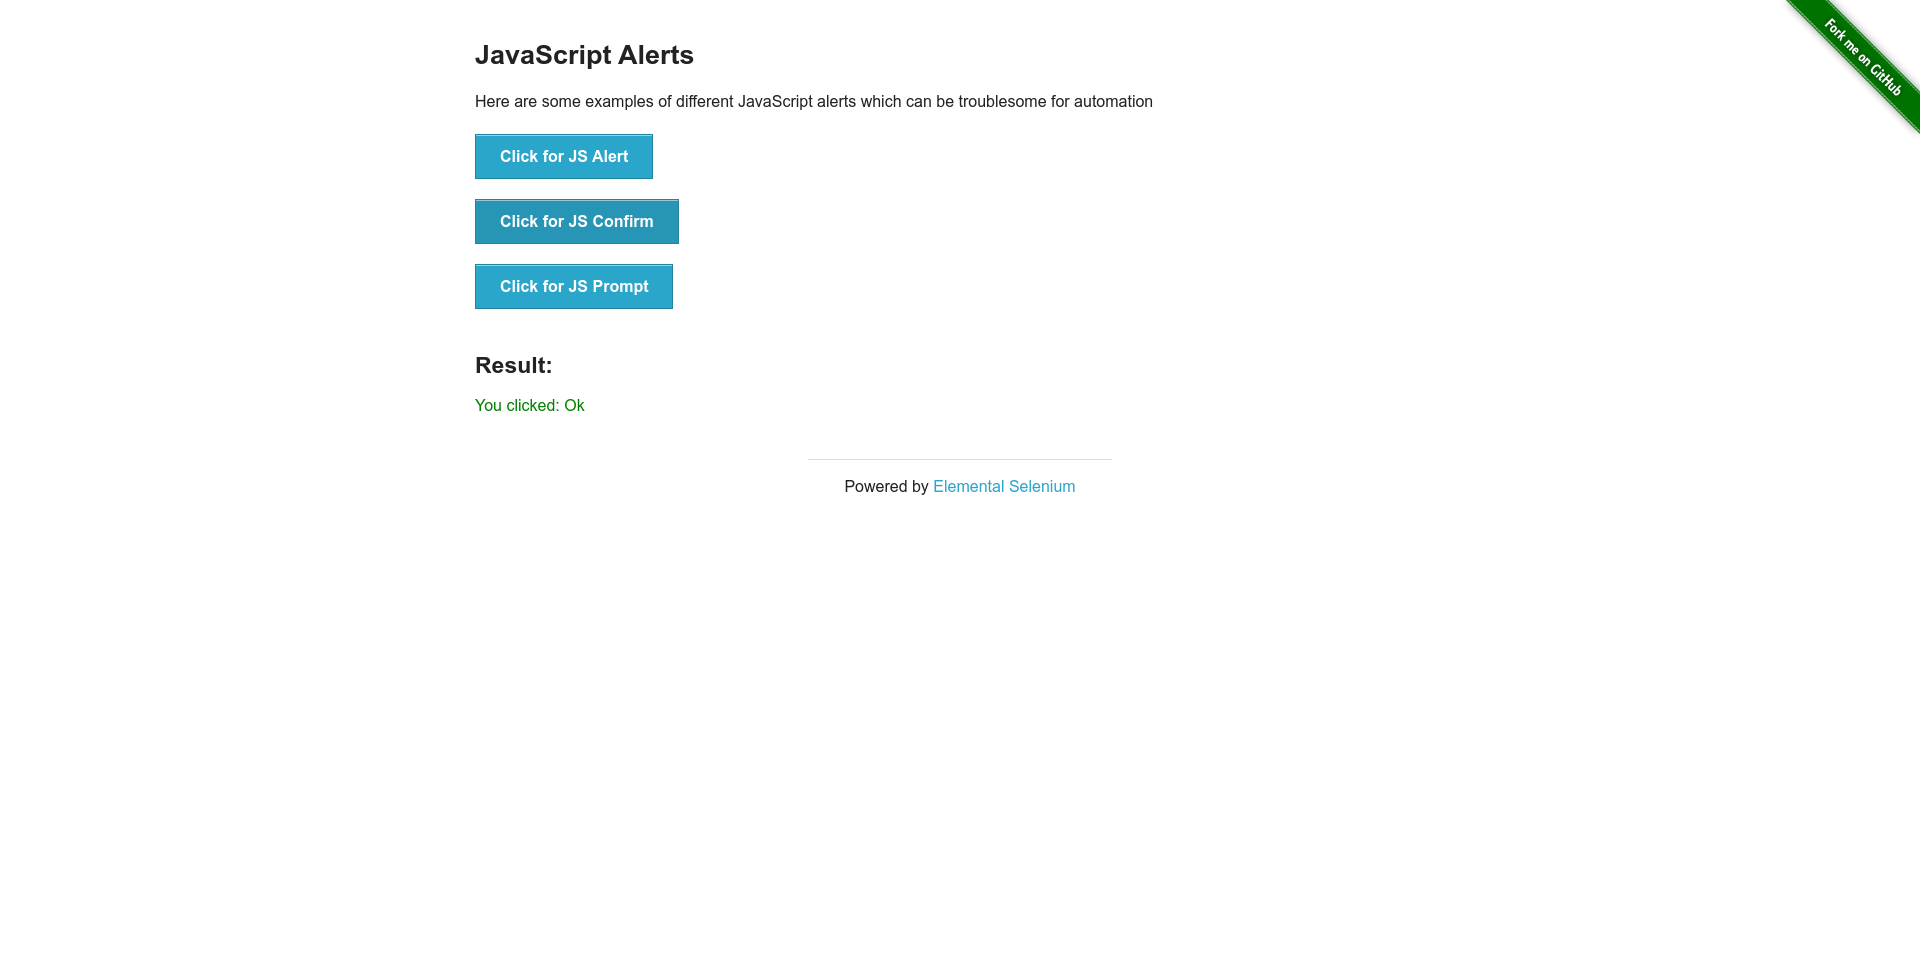 JavaScript Alerts
Fork me on GitHub
Here are some examples of different JavaScript alerts which can be troublesome for automation
Click for JS Alert
Click for JS Confirm
Click for JS Prompt
Result:
You clicked: Ok
Powered by Elemental Selenium